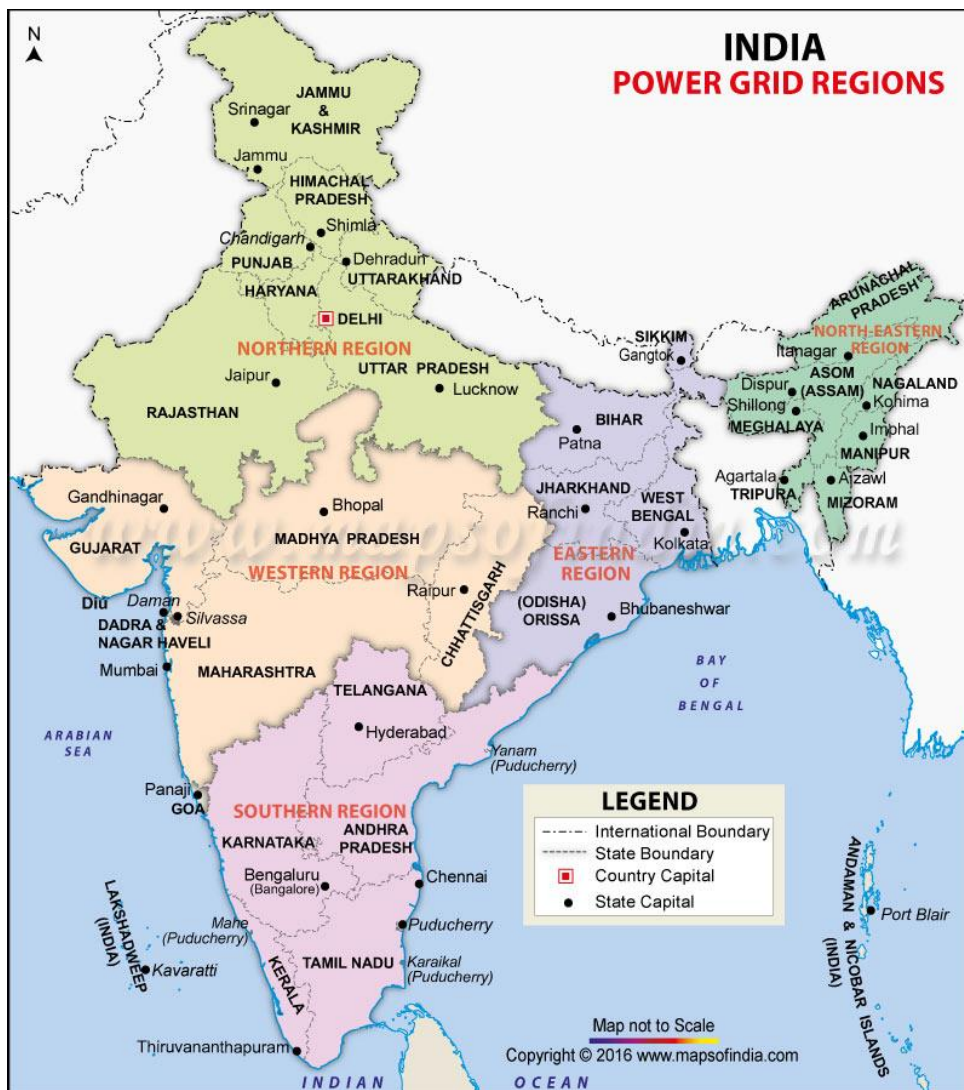 N
INDIA
POWER GRID REGIONS
JAMMU
&
KASHMIR
Srinagar
Jammu
HIMACHAL
PRADESH
Shimla
Chandigarh
PUNJAB
Dehradun
UTTARAKHAND
HARYANA
DELHI
NORTHERN REGION
UTTAR PRADESH
Jaipur
Lucknow
RAJASTHAN
ARUNACHAL
PRADESH
NORTH-EASTERN
REGION
SIKKIM
Gangtok
Itanagar
ASOM
(ASSAM)
Dispur
NAGALAND
Shillong
Kohima
MEGHALAYA
Imphal
MANIPUR
Agartala
Aizawl
TRIPURA
MIZORAM
BIHAR
Patna
JHARKHAND
Ranchi
WEST
BENGAL
Kolkata
EASTERN
REGION
(ODISHA)
ORISSA
Bhubaneshwar
Gandhinagar
Bhopal
MADHYA PRADESH
GUJARAT
WESTERN REGION
Raipur
CHHATTISGARH
Diu
Daman
Silvassa
DADRA &
NAGAR HAVELI
Mumbai
MAHARASHTRA
www.mapsofindia.com
TELANGANA
Hyderabad
Yanam
(Puducherry)
BAY
OF
BENGAL
ARABIAN
SEA
Panaji
GOA
SOUTHERN REGION
KARNATAKA
ANDHRA
PRADESH
Bengaluru
(Bangalore)
Chennai
Mahe
(Puducherry)
Puducherry
TAMIL NADU
Karaikal
(Puducherry)
KERALA
Thiruvananthapuram
LAKSHADWEEP
(INDIA)
Kavaratti
LEGEND
International Boundary
State Boundary
Country Capital
State Capital
ANDAMAN & NICOBAR ISLANDS
(INDIA)
Port Blair
Map not to Scale
Copyright © 2016 www.mapsofindia.com
INDIAN OCEAN